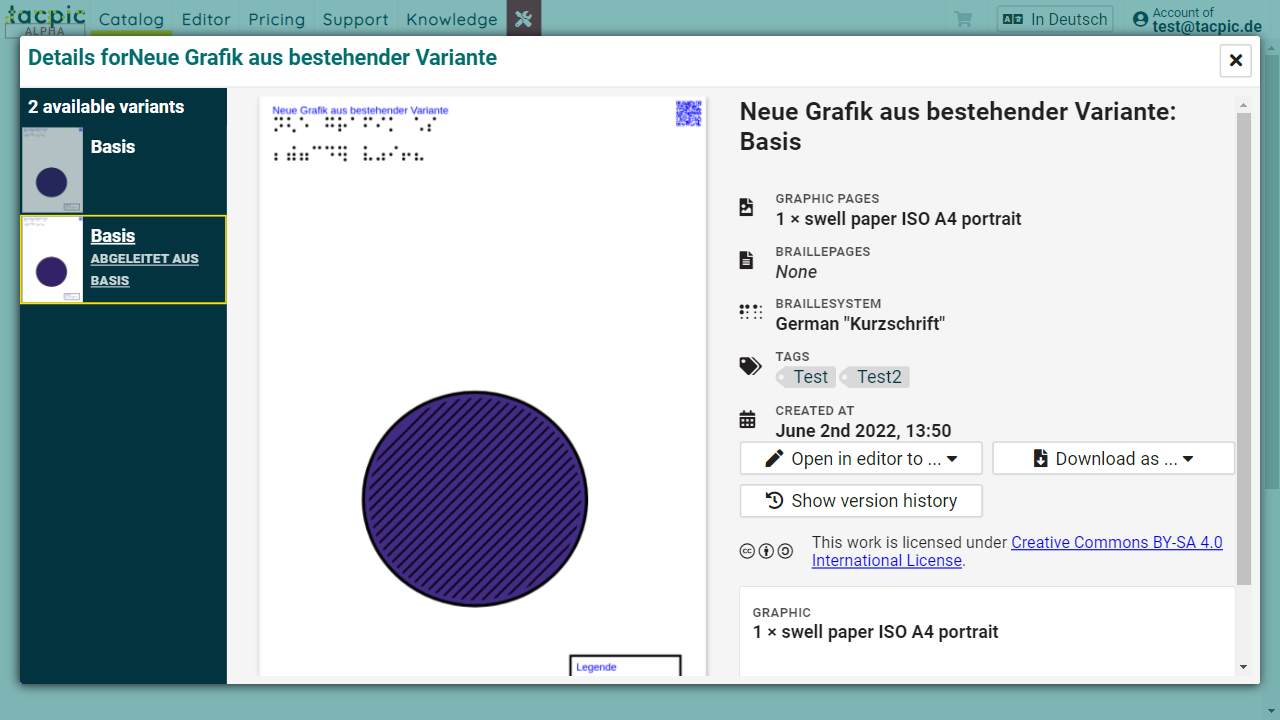 tacpic
ALPHA
Catalog
Editor
Pricing
Support
Knowledge
In Deutsch
Account of
test@tacpic.de
Details forNeue Grafik aus bestehender Variante
2 available variants
Basis
Basis
ABGELEITET AUS
BASIS
Neue Grafik aus bestehender Variante
Legende
Neue Grafik aus bestehender Variante:
Basis
GRAPHIC PAGES
1 × swell paper ISO A4 portrait
BRAILLEPAGES
None
BRAILLESYSTEM
German "Kurzschrift"
TAGS
Test
Test2
CREATED AT
June 2nd 2022, 13:50
Open in editor to ...
Download as ...
Show version history
This work is licensed under Creative Commons BY-SA 4.0
International License.
GRAPHIC
1 × swell paper ISO A4 portrait